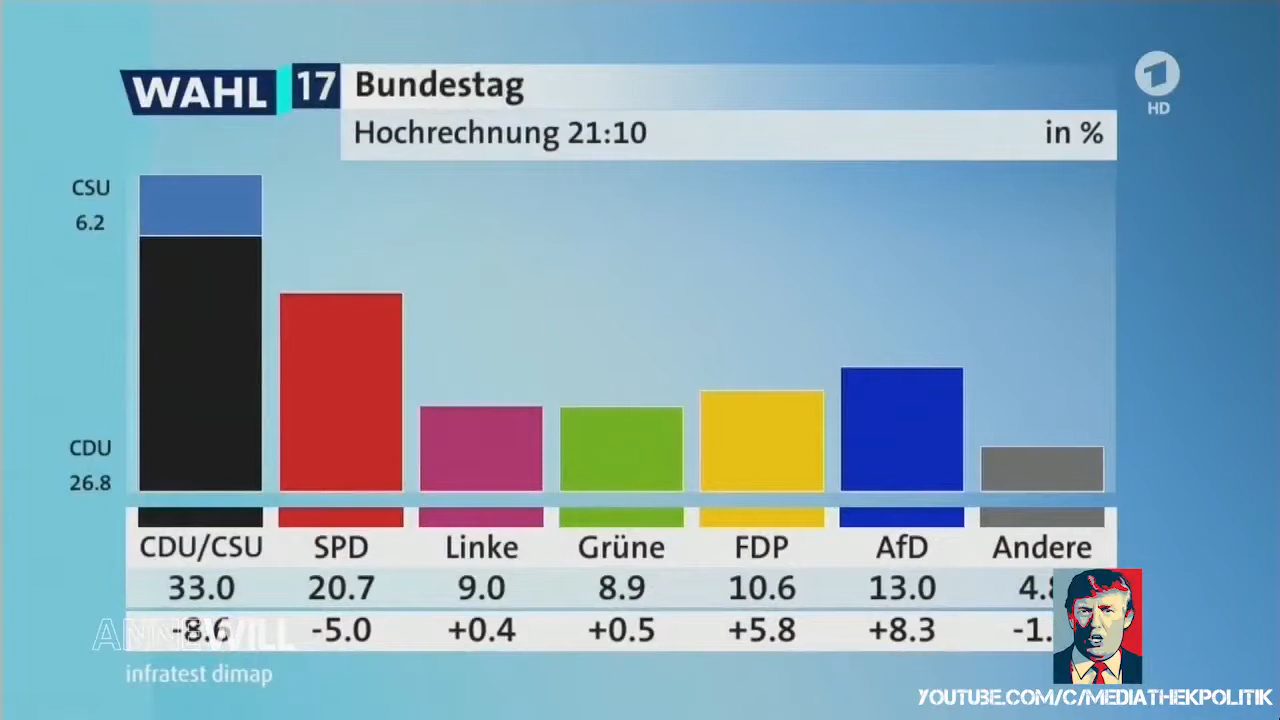 WAHL 17 Bundestag
Hochrechnung 21:10 in %
HD
CSU
6.2
CDU
26.8
CDU/CSU SPD Linke Grüne FDP AfD Andere
33.0 20.7 9.0 8.9 10.6 13.0
-5.0 +0.4 +0.5 +5.8 +8.3
ANNE WILL
infratest dimap
YOUTUBE.COM/C/MEDIATHEKPOLITIK